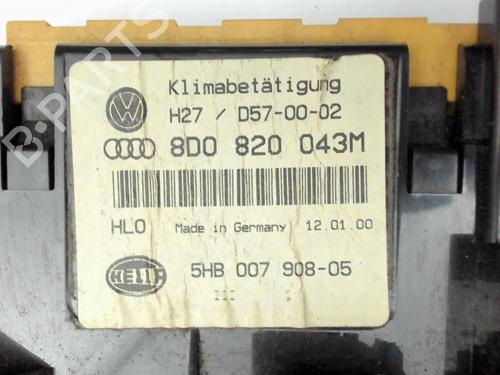 B-PARTS
Klimabetätigung
H27 / D57-00-02
8D0 820 043M
HLO Made in Germany 12.01.00
HELLA
5HB 007 908-05